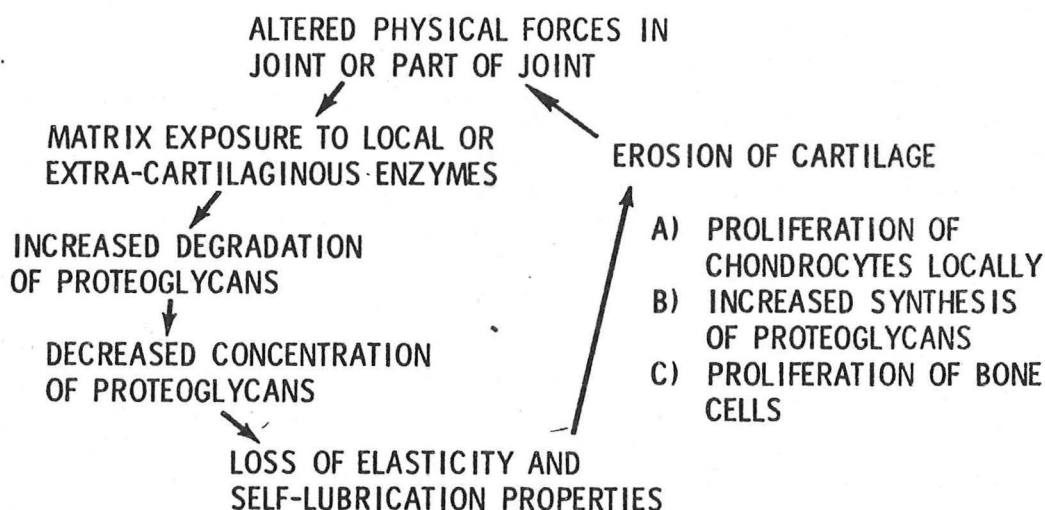 ALTERED PHYSICAL FORCES IN
JOINT OR PART OF JOINT
MATRIX EXPOSURE TO LOCAL OR
EXTRA-CARTILAGINOUS ENZYMES
INCREASED DEGRADATION
OF PROTEOGLYCANS
DECREASED CONCENTRATION
OF PROTEOGLYCANS
LOSS OF ELASTICITY AND
SELF-LUBRICATION PROPERTIES
EROSION OF CARTILAGE
A) PROLIFERATION OF
CHONDROCYTES LOCALLY
B) INCREASED SYNTHESIS
OF PROTEOGLYCANS
C) PROLIFERATION OF BONE
CELLS